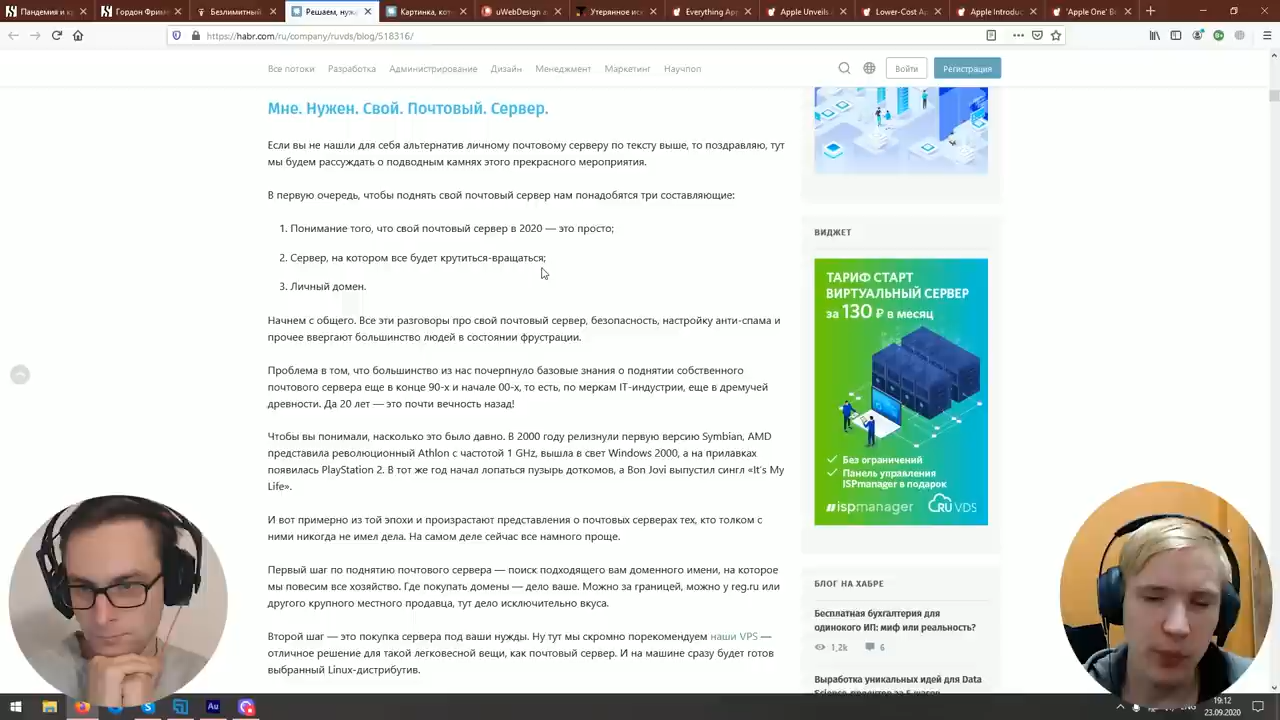 Пандемия и ка
Гордон Фрим
Безлимитный
Решаем, нуж
Картинка, кот
uWebDesign a
Утерянное ис
Everything App
Apple Unveils
Lower-Cost Ap
Apple Introduc
'Apple One' Bu
https://habr.com/ru/company/ruvds/blog/518316/
Все потоки Разработка Администрирование Дизайн Менеджмент Маркетинг Научпоп
Войти Регистрация
Мне. Нужен. Свой. Почтовый. Сервер.
Если вы не нашли для себя альтернатив личному почтовому серверу по тексту выше, то поздравляю, тут
мы будем рассуждать о подводным камнях этого прекрасного мероприятия.
В первую очередь, чтобы поднять свой почтовый сервер нам понадобятся три составляющие:
1. Понимание того, что свой почтовый сервер в 2020 — это просто;
2. Сервер, на котором все будет крутиться-вращаться;
3. Личный домен.
Начнем с общего. Все эти разговоры про свой почтовый сервер, безопасность, настройку анти-спама и
прочее ввергают большинство людей в состоянии фрустрации.
Проблема в том, что большинство из нас почерпнуло базовые знания о поднятии собственного
почтового сервера еще в конце 90-х и начале 00-х, то есть, по меркам IT-индустрии, еще в дремучей
древности. Да 20 лет — это почти вечность назад!
Чтобы вы понимали, насколько это было давно. В 2000 году релизнули первую версию Symbian, AMD
представила революционный Athlon с частотой 1 GHz, вышла в свет Windows 2000, а на прилавках
появилась PlayStation 2. В тот же год начал лопаться пузырь доткомов, а Bon Jovi выпустил сингл «It's My
Life».
И вот примерно из той эпохи и произрастают представления о почтовых серверах тех, кто толком с
ними никогда не имел дела. На самом деле сейчас все намного проще.
Первый шаг по поднятию почтового сервера — поиск подходящего вам доменного имени, на которое
мы повесим все хозяйство. Где покупать домены — дело ваше. Можно за границей, можно у reg.ru или
другого крупного местного продавца, тут дело исключительно вкуса.
Второй шаг — это покупка сервера под ваши нужды. Ну тут мы скромно порекомендуем наши VPS —
отличное решение для такой легковесной вещи, как почтовый сервер. И на машине сразу будет готов
выбранный Linux-дистрибутив.
ВИДЖЕТ
ТАРИФ СТАРТ
ВИРТУАЛЬНЫЙ СЕРВЕР
за 130 ₽ в месяц
Без ограничений
Панель управления
ISPmanager в подарок
ispmanager
RU VDS
БЛОГ НА ХАБРЕ
Бесплатная бухгалтерия для
одинокого ИП: миф или реальность?
1,2k 6
Выработка уникальных идей для Data
Au
ENG
19:12
23.09.2020